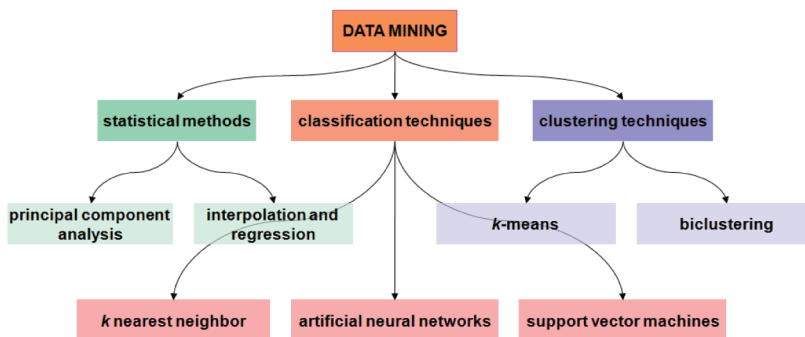 DATA MINING
statistical methods
classification techniques
clustering techniques
principal component
analysis
interpolation and
regression
k-means
biclustering
k nearest neighbor
artificial neural networks
support vector machines